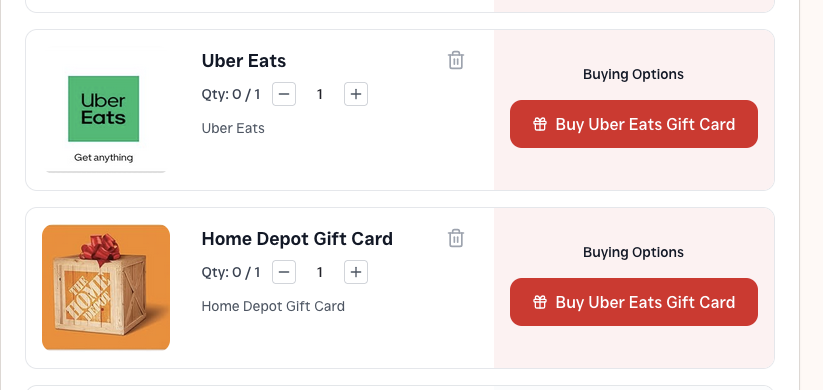 Uber Eats
Qty: 0 / 1
1
Uber Eats
Uber
Eats
Get anything
Buying Options
Buy Uber Eats Gift Card
Home Depot Gift Card
Qty: 0 / 1
1
Home Depot Gift Card
THE
HOME
DEPOT
Buying Options
Buy Uber Eats Gift Card